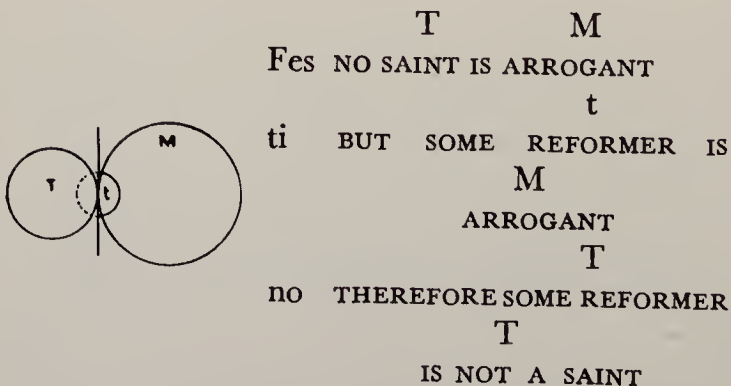 T M
Fes NO SAINT IS ARROGANT
t
ti BUT SOME REFORMER IS
M
ARROGANT
T
no THEREFORE SOME REFORMER
T
IS NOT A SAINT
T t M